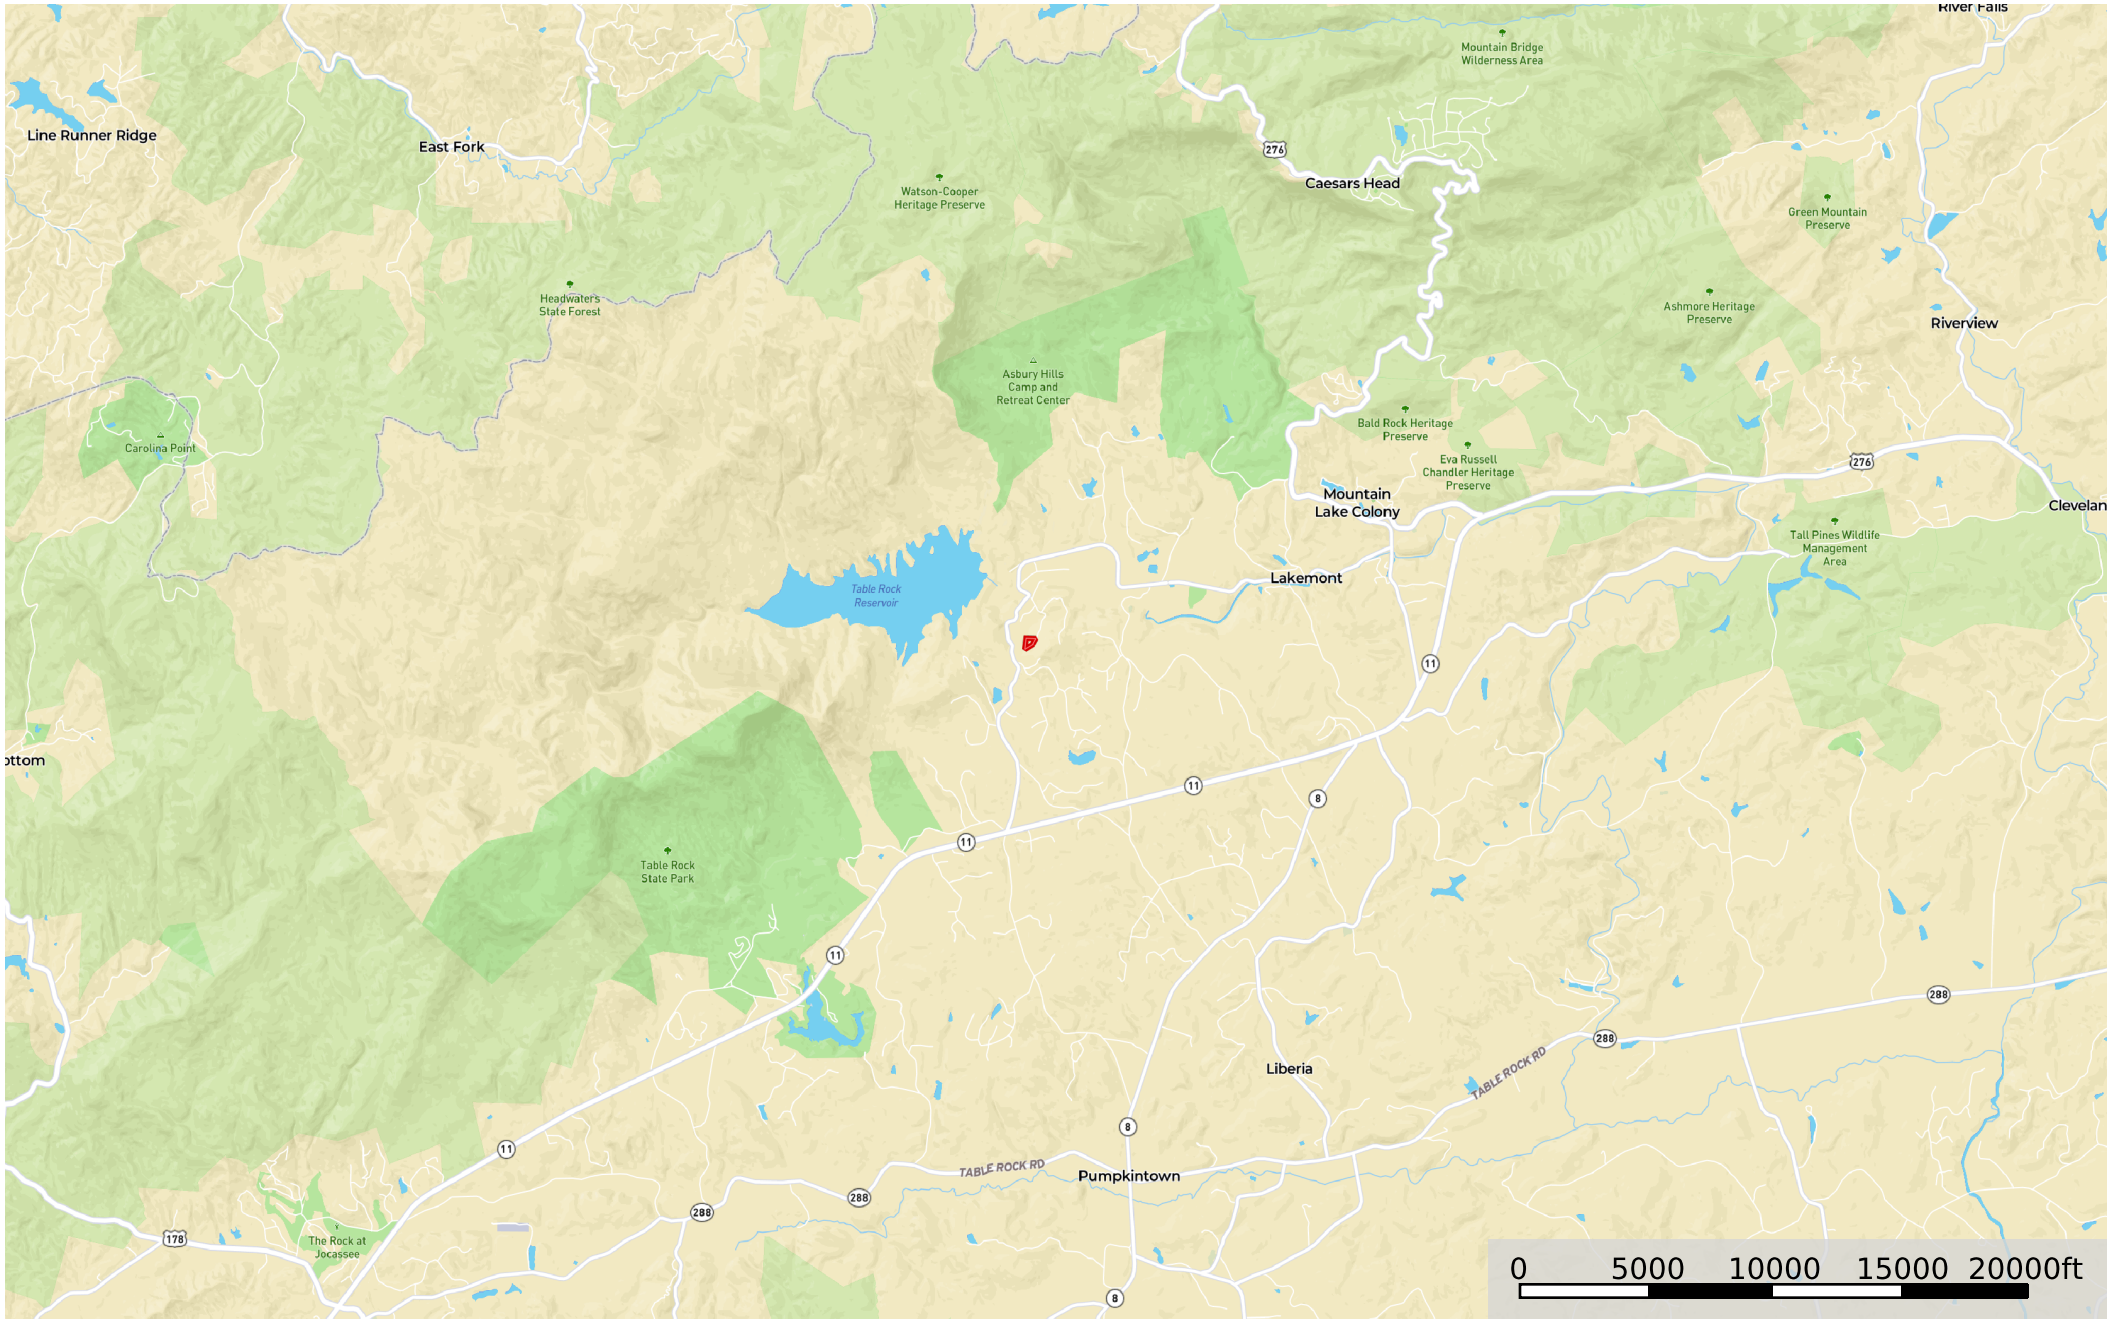 River Falls
Mountain Bridge
Wilderness Area
Line Runner Ridge
East Fork
276
Caesars Head
Watson-Cooper
Heritage Preserve
Green Mountain
Preserve
Headwaters
State Forest
Ashmore Heritage
Preserve
Riverview
Asbury Hills
Camp and
Retreat Center
Bald Rock Heritage
Preserve
Carolina Point
Eva Russell
Chandler Heritage
Preserve
276
Mountain
Lake Colony
Clevelan
Tall Pines Wildlife
Management
Area
Lakemont
Table Rock
Reservoir
11
ottom
11
8
11
Table Rock
State Park
11
288
288
TABLE ROCK RD
Liberia
8
11
TABLE ROCK RD
Pumpkintown
288
288
178
The Rock at
Jocassee
8
0 5000 10000 15000 20000ft